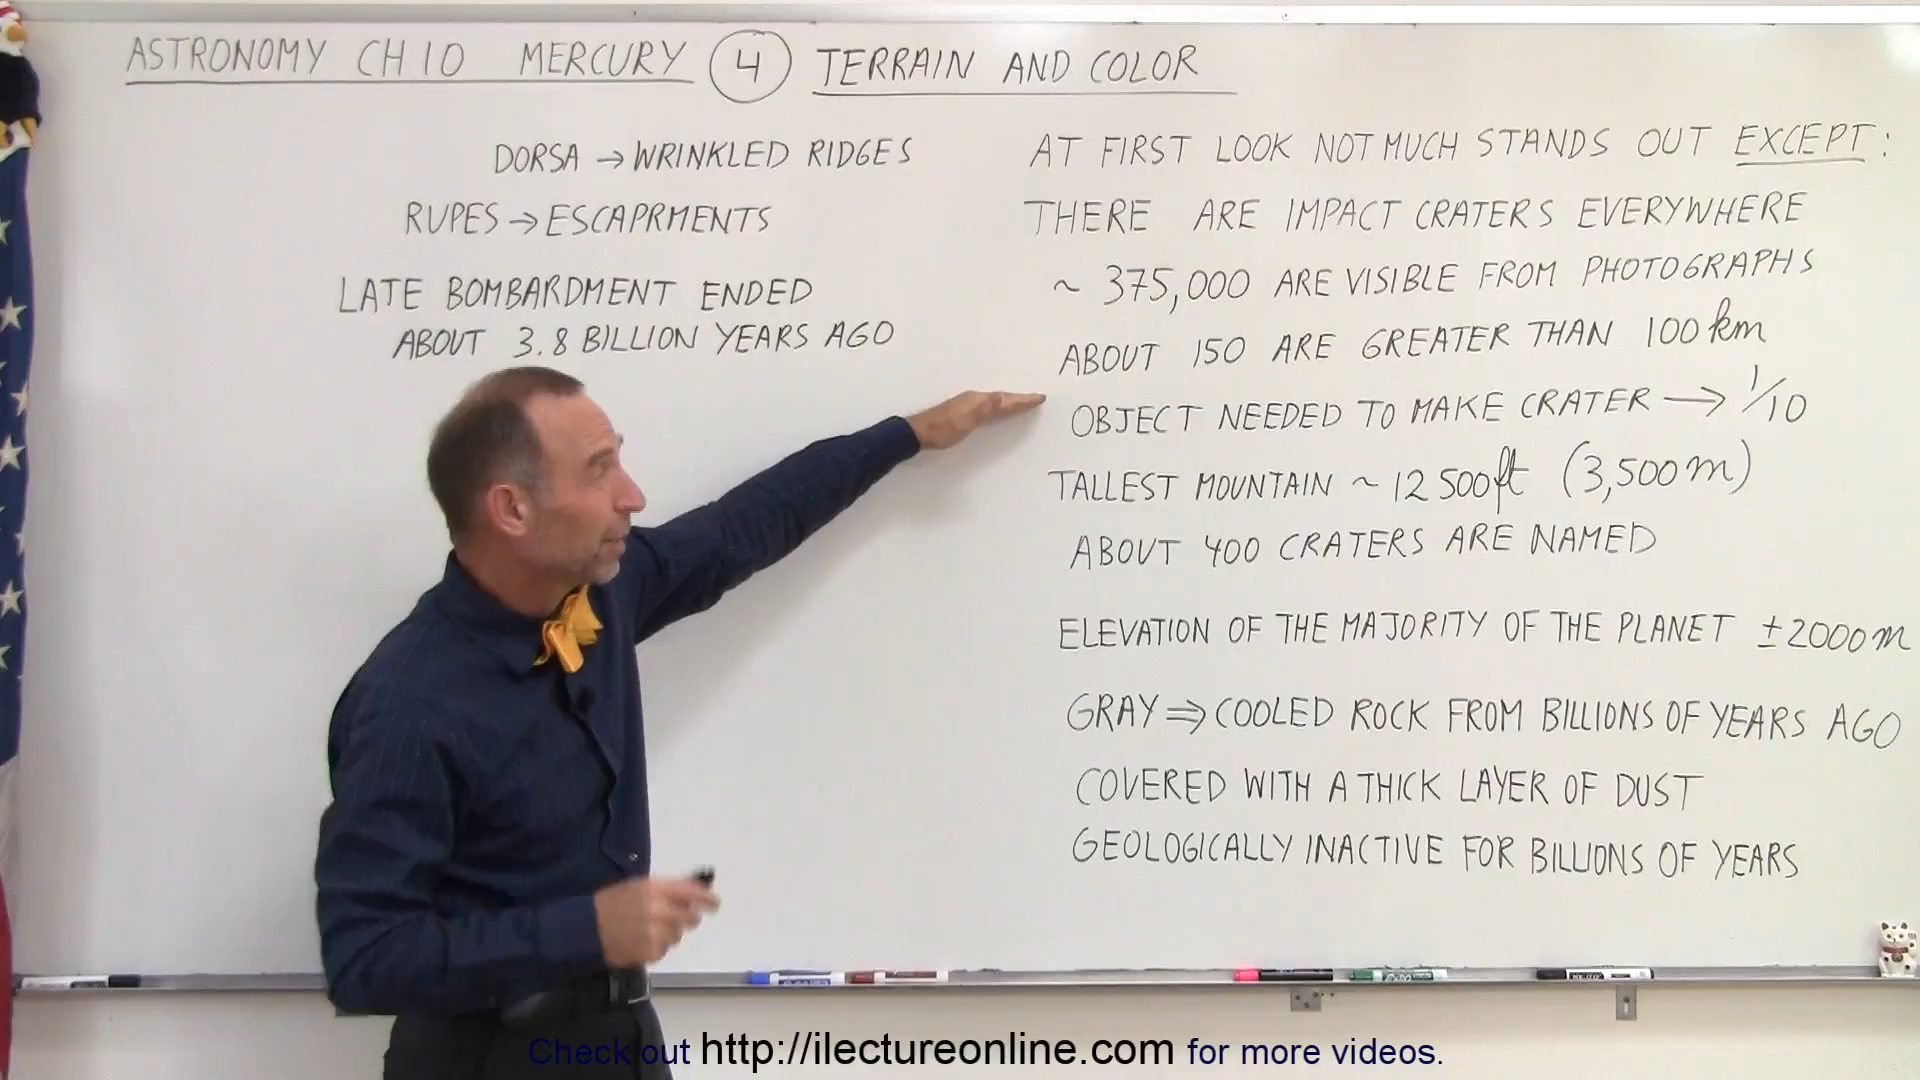 ASTRONOMY CH 10 MERCURY 4 TERRAIN AND COLOR
DORSA → WRINKLED RIDGES
RUPES → ESCAPRMENTS
LATE BOMBARDMENT ENDED
ABOUT 3.8 BILLION YEARS AGO
AT FIRST LOOK NOT MUCH STANDS OUT EXCEPT:
THERE ARE IMPACT CRATERS EVERYWHERE
~ 375,000 ARE VISIBLE FROM PHOTOGRAPHS
ABOUT 150 ARE GREATER THAN 100 km
OBJECT NEEDED TO MAKE CRATER → 1/10
TALLEST MOUNTAIN ~ 12 500 ft (3,500 m)
ABOUT 400 CRATERS ARE NAMED
ELEVATION OF THE MAJORITY OF THE PLANET ±2000 m
GRAY ⇒ COOLED ROCK FROM BILLIONS OF YEARS AGO
COVERED WITH A THICK LAYER OF DUST
GEOLOGICALLY INACTIVE FOR BILLIONS OF YEARS
Check out http://ilectureonline.com for more videos.